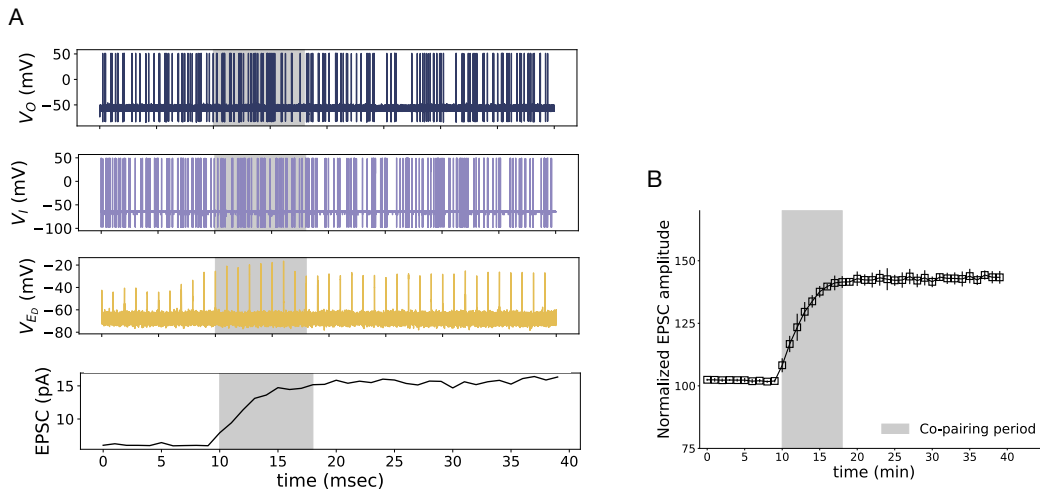 A
V_O (mV)
50
0
−50
V_I (mV)
50
0
−50
−100
V_{E_D} (mV)
−20
−40
−60
−80
EPSC (pA)
15
10
0 5 10 15 20 25 30 35 40
time (msec)
B
Normalized EPSC amplitude
150
125
100
75
Co-pairing period
0 5 10 15 20 25 30 35 40
time (min)